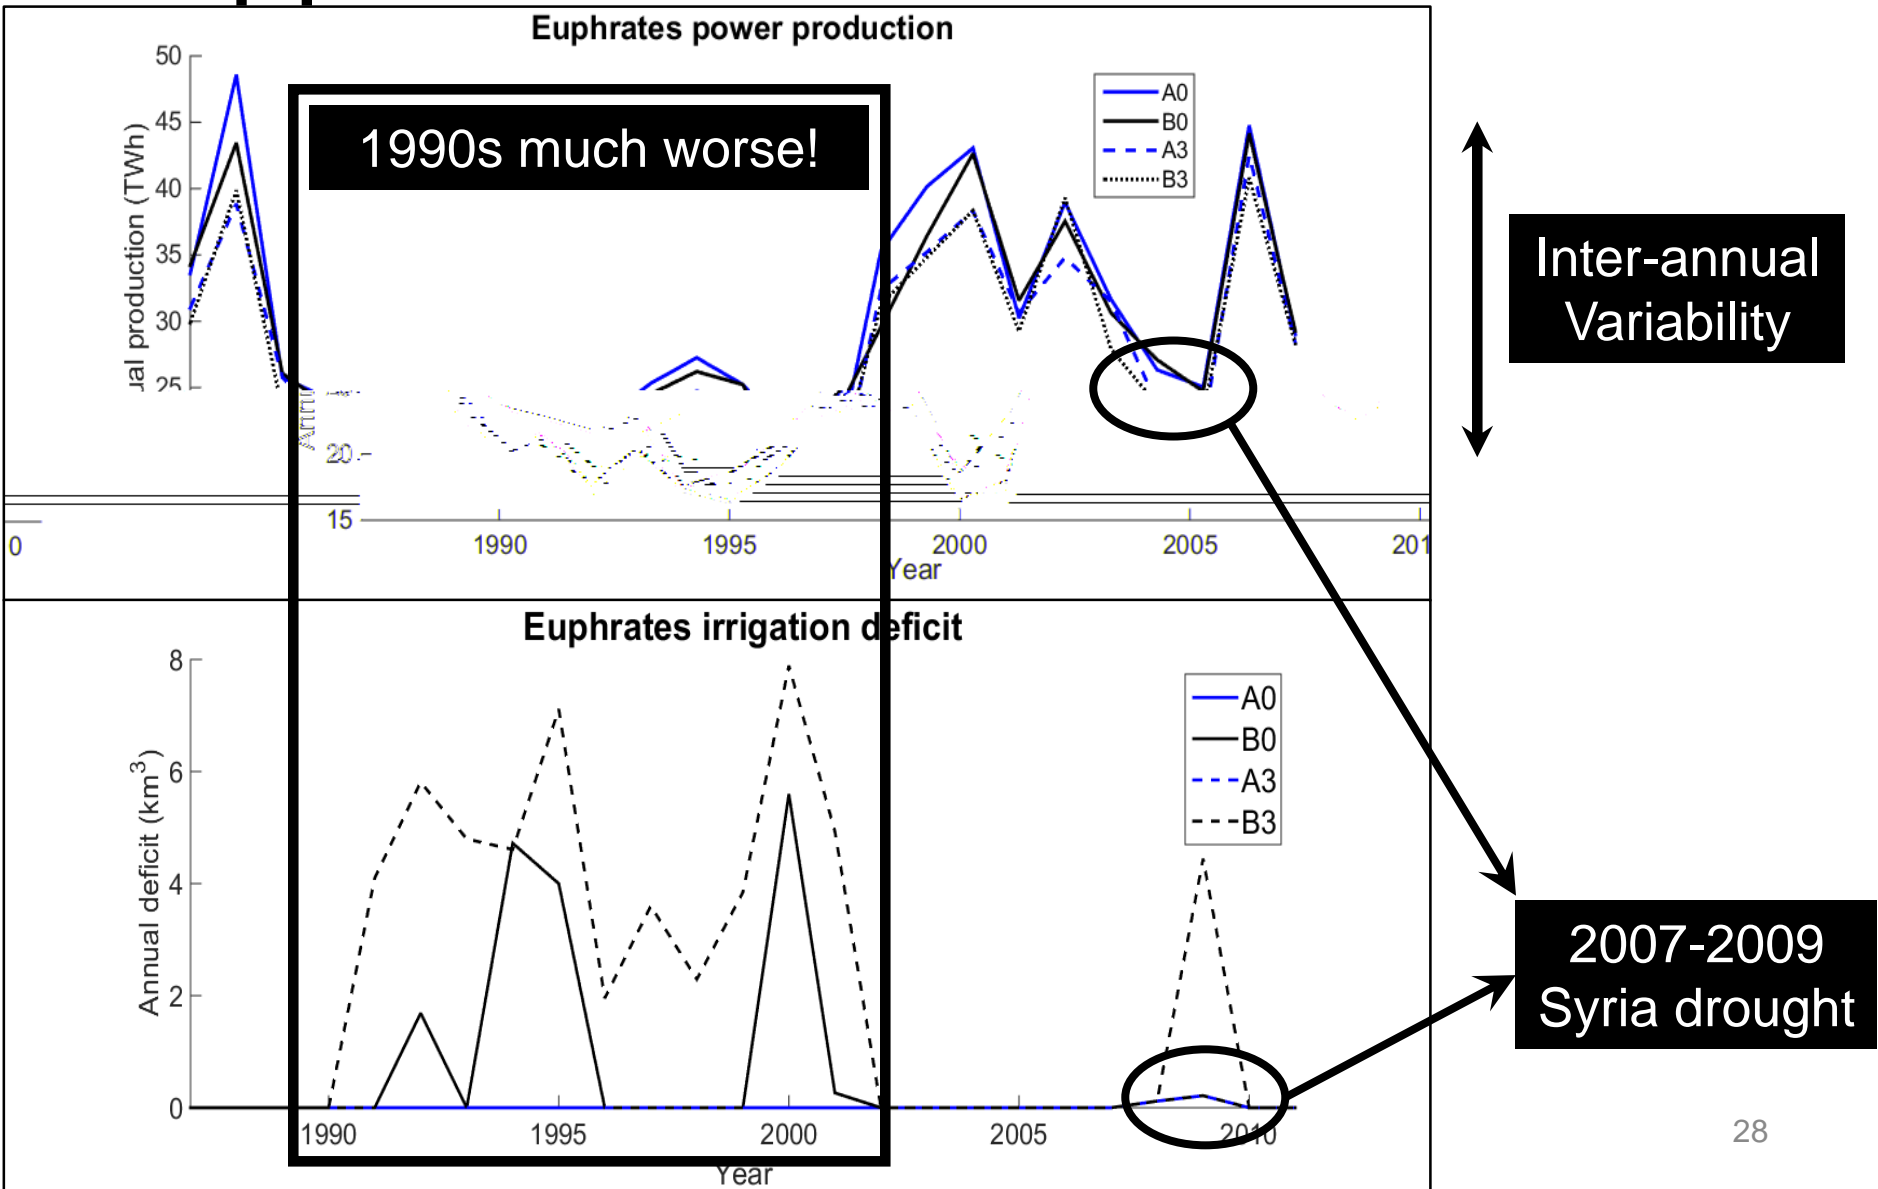 Euphrates power production
50
45
40
35
30
25
20
15
ual production (TWh)
Ann
1990s much worse!
A0
B0
A3
B3
Inter-annual
Variability
0
1990
1995
2000
2005
201
Year
Euphrates irrigation deficit
8
6
4
2
0
Annual deficit (km³)
A0
B0
A3
B3
2007-2009
Syria drought
1990
1995
2000
2005
2010
Year
28